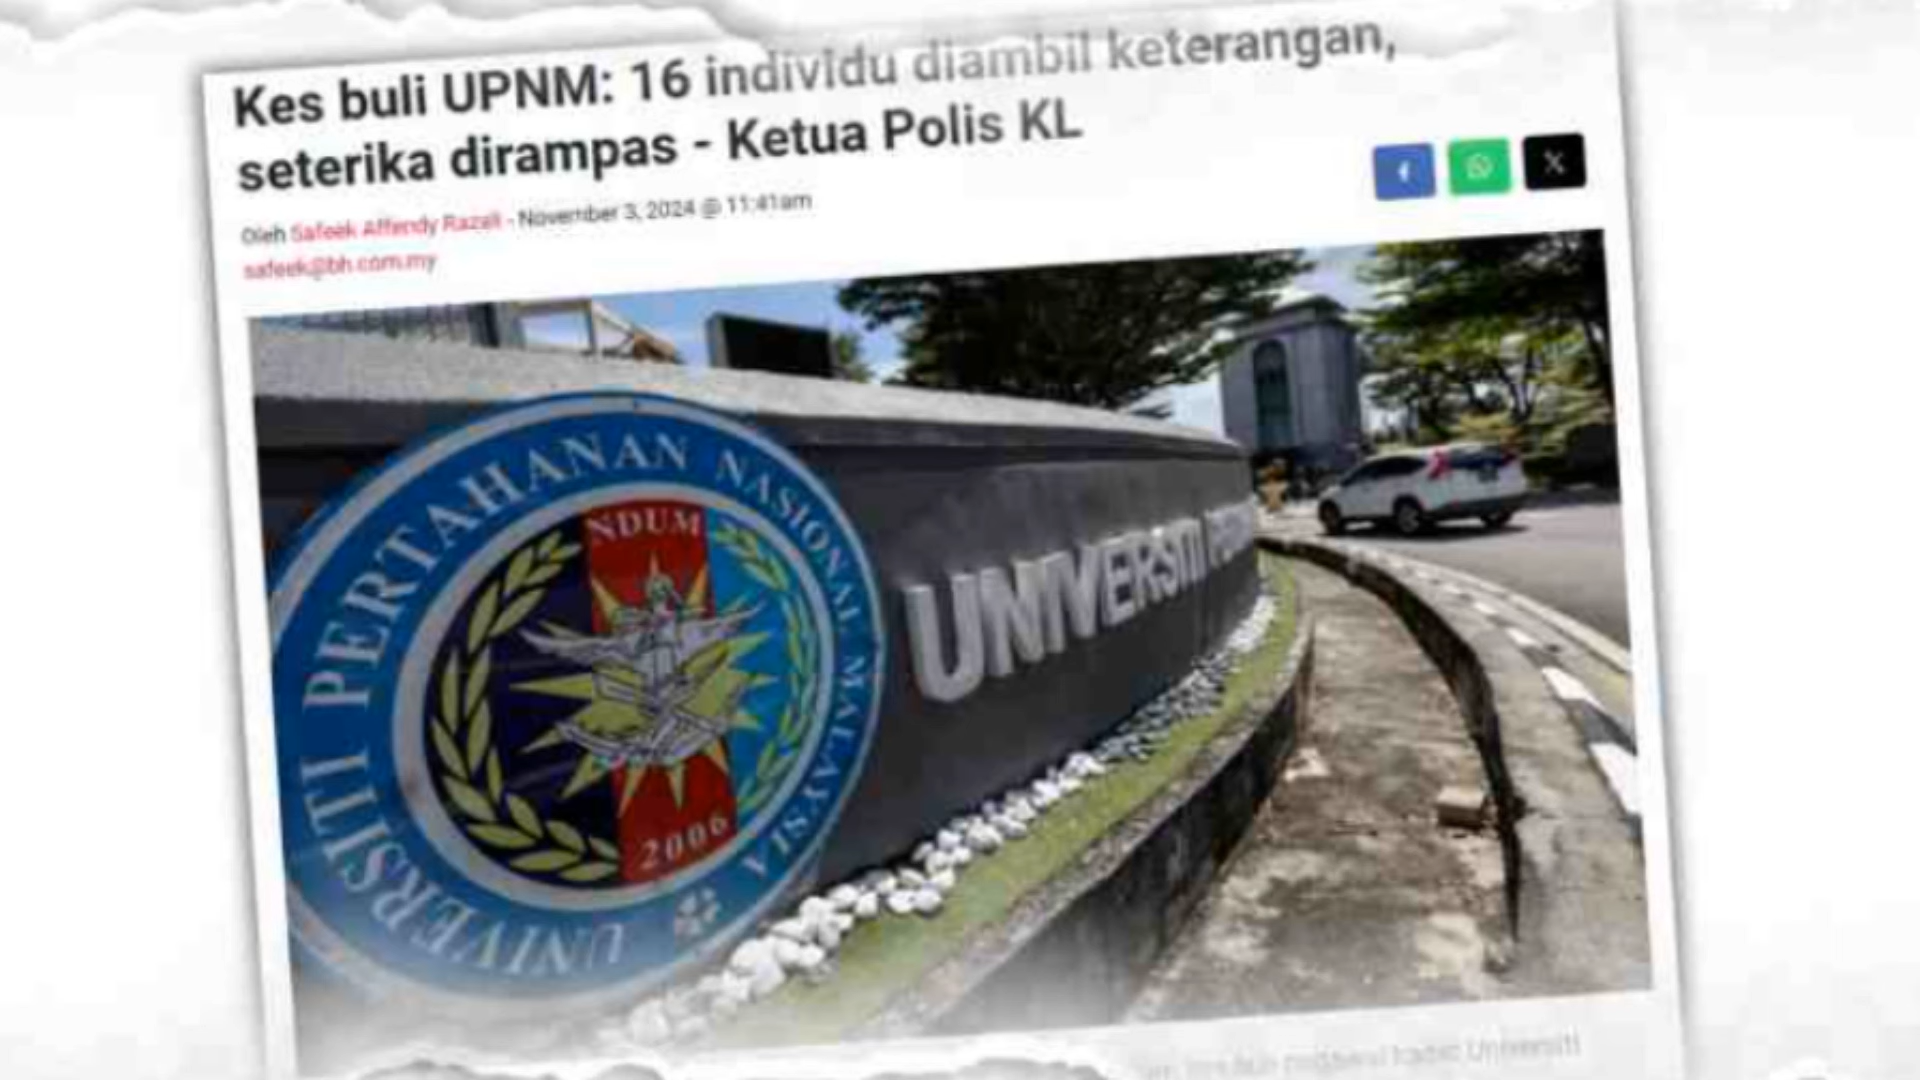 Kes buli UPNM: 16 individu diambil keterangan,
seterika dirampas - Ketua Polis KL
Oleh Safeek Affendy Razali - November 3, 2024 @ 11:41am
safeek@bh.com.my
UNIVERSITI PERTAHANAN NASIONAL MALAYSIA
NDUM
2006
UNIVERSITI
Universiti